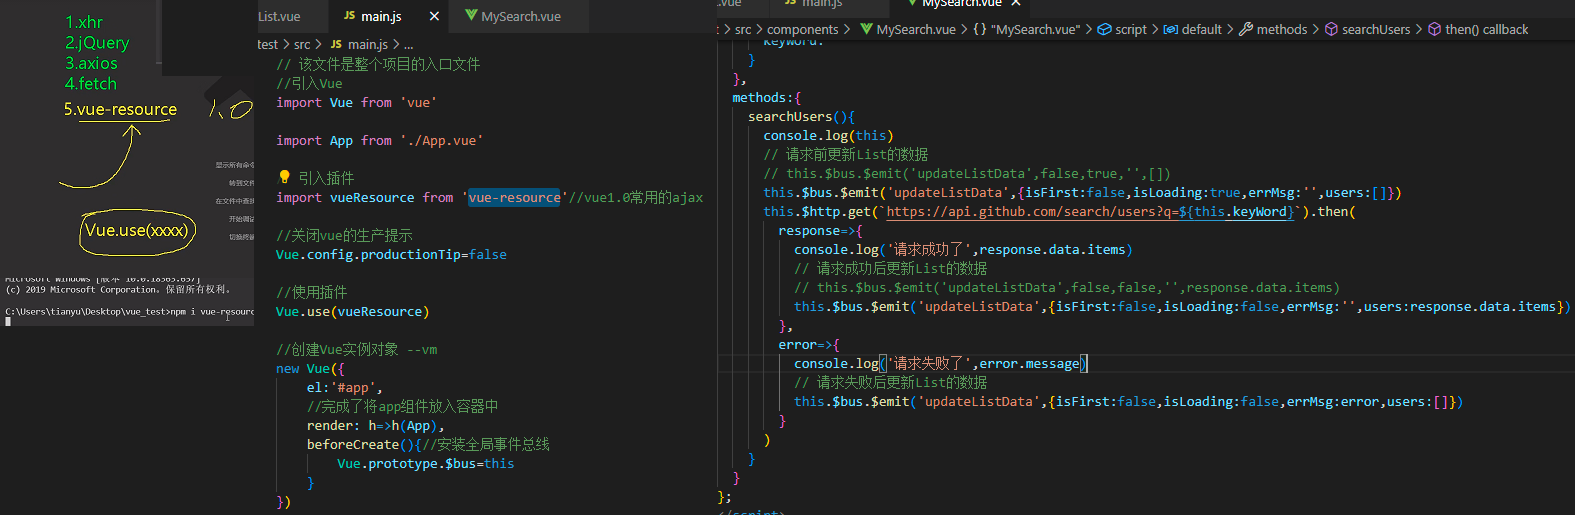 1.xhr
2.jQuery
3.axios
4.fetch
5.vue-resource
1.0
显示所有命令
转到文件
在文件中查找
开始调试
切换终端
Vue.use(xxxx)
Microsoft Windows [版本 10.0.18363.657]
(c) 2019 Microsoft Corporation。保留所有权利。
C:\Users\tianyu\Desktop\vue_test>npm i vue-resourc
List.vue
JS main.js
MySearch.vue
test > src > JS main.js > ...
// 该文件是整个项目的入口文件
//引入Vue
import Vue from 'vue'
import App from './App.vue'
引入插件
import vueResource from 'vue-resource'//vue1.0常用的ajax
//关闭vue的生产提示
Vue.config.productionTip=false
//使用插件
Vue.use(vueResource)
//创建Vue实例对象 --vm
new Vue({
el:'#app',
//完成了将app组件放入容器中
render: h=>h(App),
beforeCreate(){//安装全局事件总线
Vue.prototype.$bus=this
}
})
.vue
JS main.js
MySearch.vue
t > src > components > MySearch.vue > {} "MySearch.vue" > script > default > methods > searchUsers > then() callback
keyWord:
}
},
methods:{
searchUsers(){
console.log(this)
// 请求前更新List的数据
// this.$bus.$emit('updateListData',false,true,'',[])
this.$bus.$emit('updateListData',{isFirst:false,isLoading:true,errMsg:'',users:[]})
this.$http.get(`https://api.github.com/search/users?q=${this.keyWord}`).then(
response=>{
console.log('请求成功了',response.data.items)
// 请求成功后更新List的数据
// this.$bus.$emit('updateListData',false,false,'',response.data.items)
this.$bus.$emit('updateListData',{isFirst:false,isLoading:false,errMsg:'',users:response.data.items})
},
error=>{
console.log('请求失败了',error.message)
// 请求失败后更新List的数据
this.$bus.$emit('updateListData',{isFirst:false,isLoading:false,errMsg:error,users:[]})
}
)
}
}
};
</script>